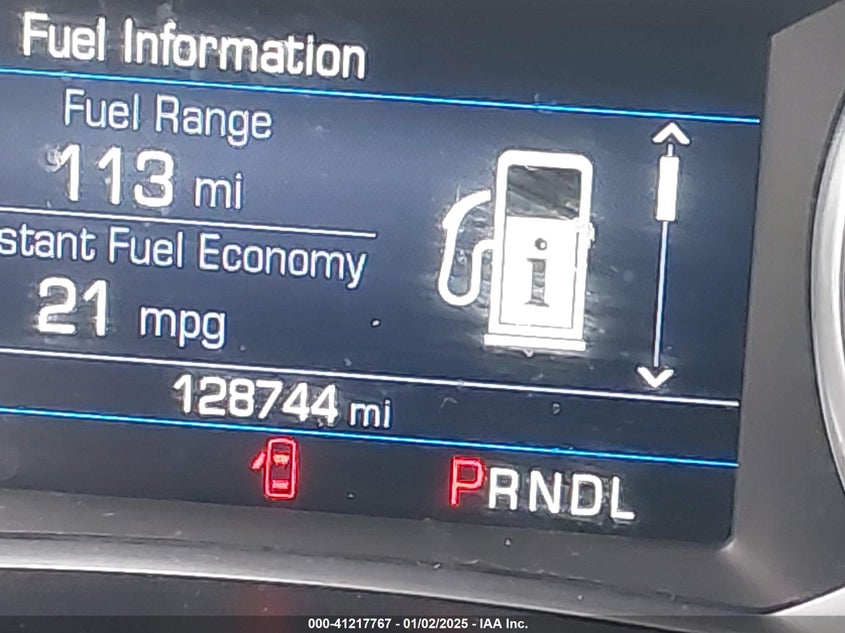 Fuel Information
Fuel Range
113 mi
stant Fuel Economy
21 mpg
128744 mi
PRNDL
000-41217767 - 01/02/2025 - IAA Inc.